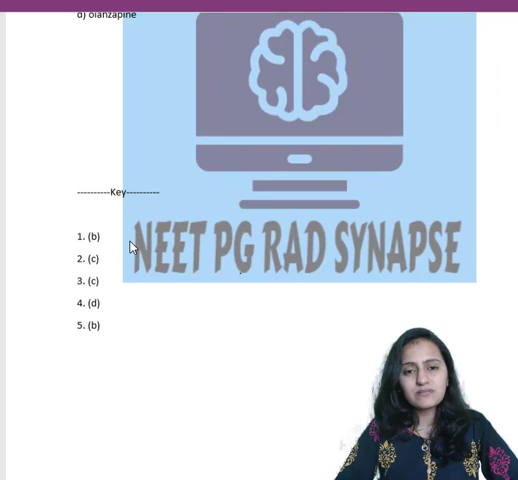 d) olanzapine
----------Key----------
1. (b)
2. (c)
3. (c)
4. (d)
5. (b)
NEET PG RAD SYNAPSE